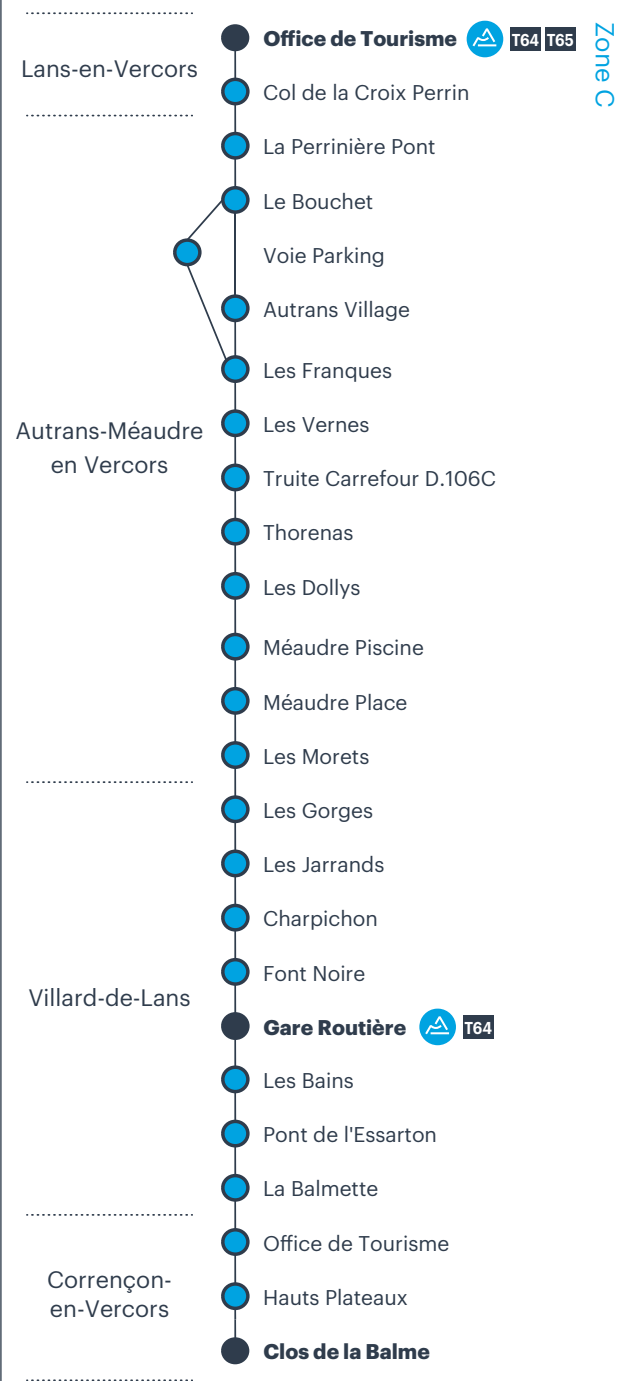 Zone C
Lans-en-Vercors
Office de Tourisme T64 T65
Col de la Croix Perrin
Autrans-Méaudre
en Vercors
La Perrinière Pont
Le Bouchet
Voie Parking
Autrans Village
Les Franques
Les Vernes
Truite Carrefour D.106C
Thorenas
Les Dollys
Méaudre Piscine
Méaudre Place
Les Morets
Villard-de-Lans
Les Gorges
Les Jarrands
Charpichon
Font Noire
Gare Routière T64
Les Bains
Pont de l'Essarton
La Balmette
Corrençon-
en-Vercors
Office de Tourisme
Hauts Plateaux
Clos de la Balme